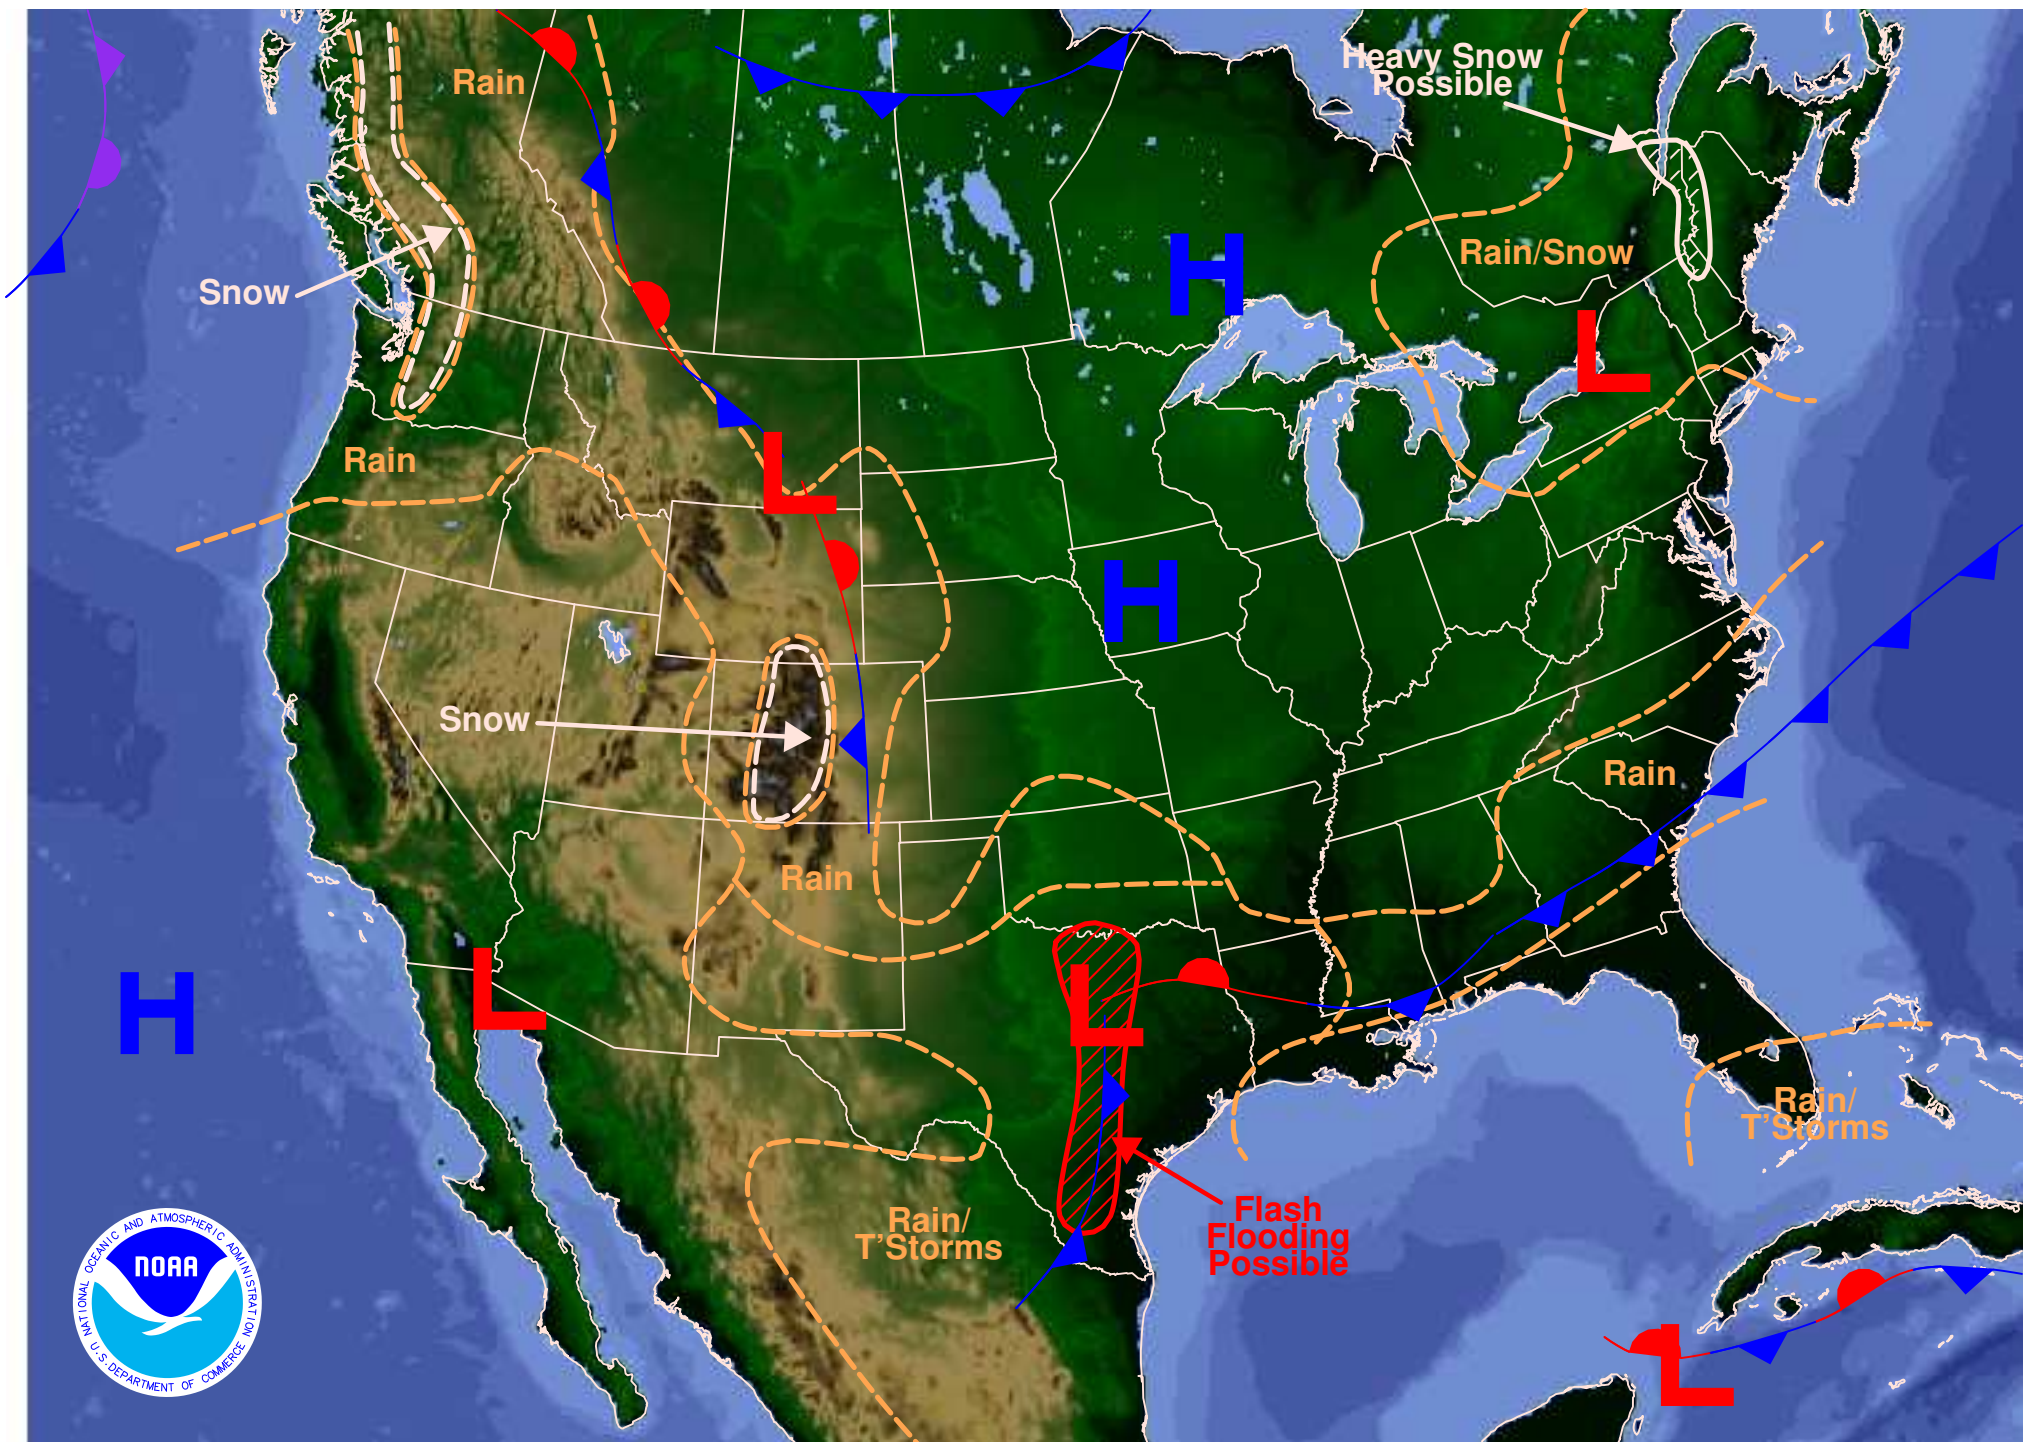 Heavy Snow
Possible
Rain
H
Rain/Snow
Snow
L
Rain
L
H
Snow
Rain
Rain
L
L
H
Rain/
T'Storms
Flash
Flooding
Possible
Rain/
T'Storms
L
NOAA
NATIONAL OCEANIC AND ATMOSPHERIC ADMINISTRATION
U.S. DEPARTMENT OF COMMERCE